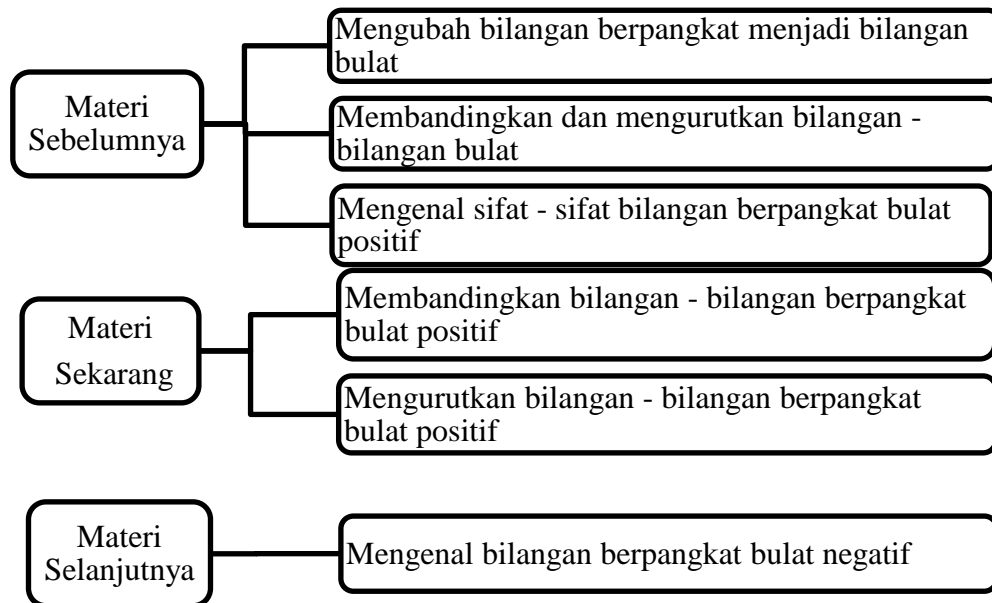 Materi
Sebelumnya
Mengubah bilangan berpangkat menjadi bilangan
bulat
Membandingkan dan mengurutkan bilangan -
bilangan bulat
Mengenal sifat - sifat bilangan berpangkat bulat
positif
Materi
Sekarang
Membandingkan bilangan - bilangan berpangkat
bulat positif
Mengurutkan bilangan - bilangan berpangkat
bulat positif
Materi
Selanjutnya
Mengenal bilangan berpangkat bulat negatif